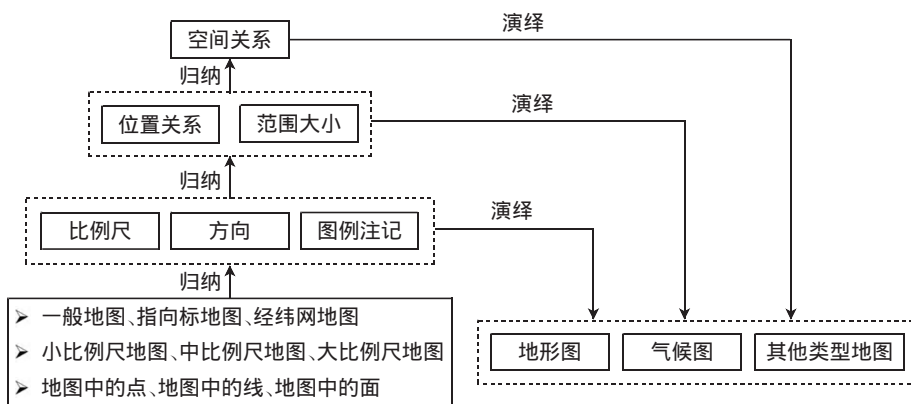 演绎
空间关系
归纳
演绎
位置关系 范围大小
归纳
演绎
比例尺 方向 图例注记
归纳
➢ 一般地图、指向标地图、经纬网地图
➢ 小比例尺地图、中比例尺地图、大比例尺地图
➢ 地图中的点、地图中的线、地图中的面
地形图 气候图 其他类型地图